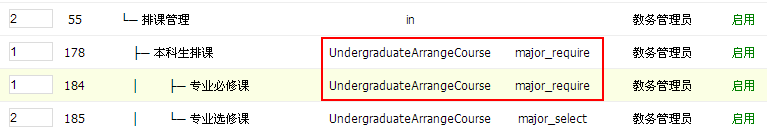 2 55 排课管理 in 教务管理员 启用
1 178 本科生排课 UndergraduateArrangeCourse major_require 教务管理员 启用
1 184 专业必修课 UndergraduateArrangeCourse major_require 教务管理员 启用
2 185 专业选修课 UndergraduateArrangeCourse major_select 教务管理员 启用